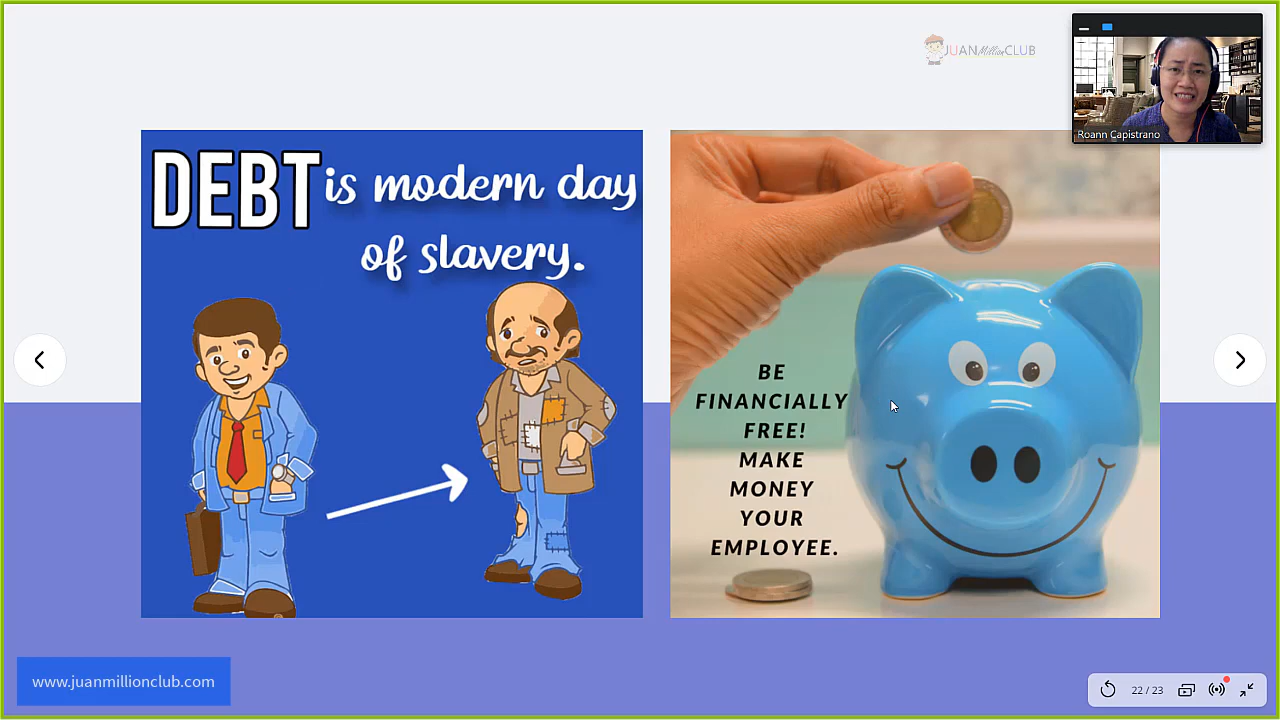 JUANMillionCLUB
Roann Capistrano
DEBT is modern day
of slavery.
BE
FINANCIALLY
FREE!
MAKE
MONEY
YOUR
EMPLOYEE.
www.juanmillionclub.com
22 / 23